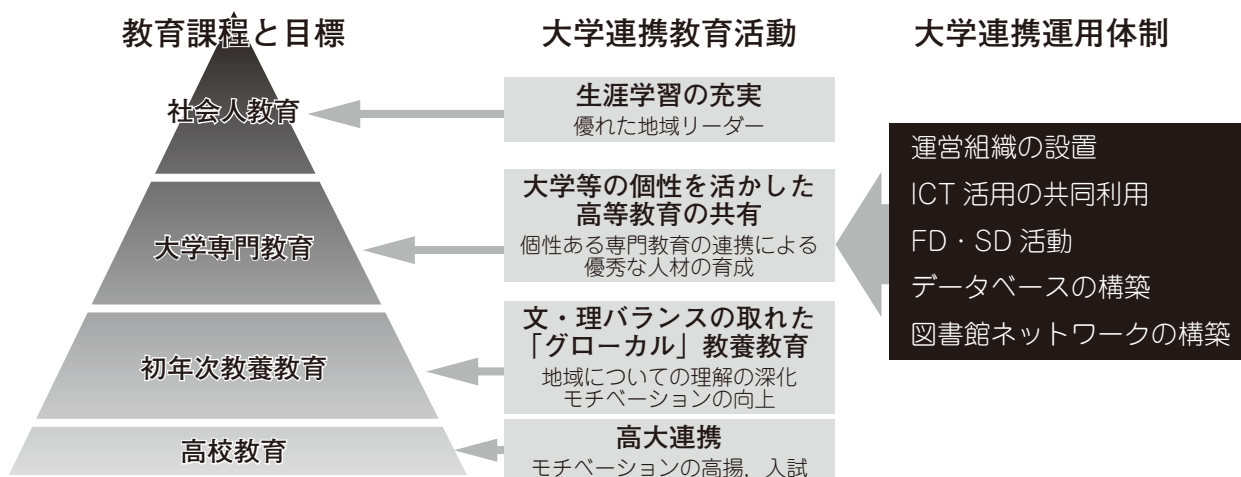 教育課程と目標
大学連携教育活動
大学連携運用体制
社会人教育
大学専門教育
初年次教養教育
高校教育
生涯学習の充実
優れた地域リーダー
大学等の個性を活かした
高等教育の共有
個性ある専門教育の連携による
優秀な人材の育成
文・理バランスの取れた
「グローカル」教養教育
地域についての理解の深化
モチベーションの向上
高大連携
モチベーションの高揚，入試
運営組織の設置
ICT 活用の共同利用
FD・SD 活動
データベースの構築
図書館ネットワークの構築